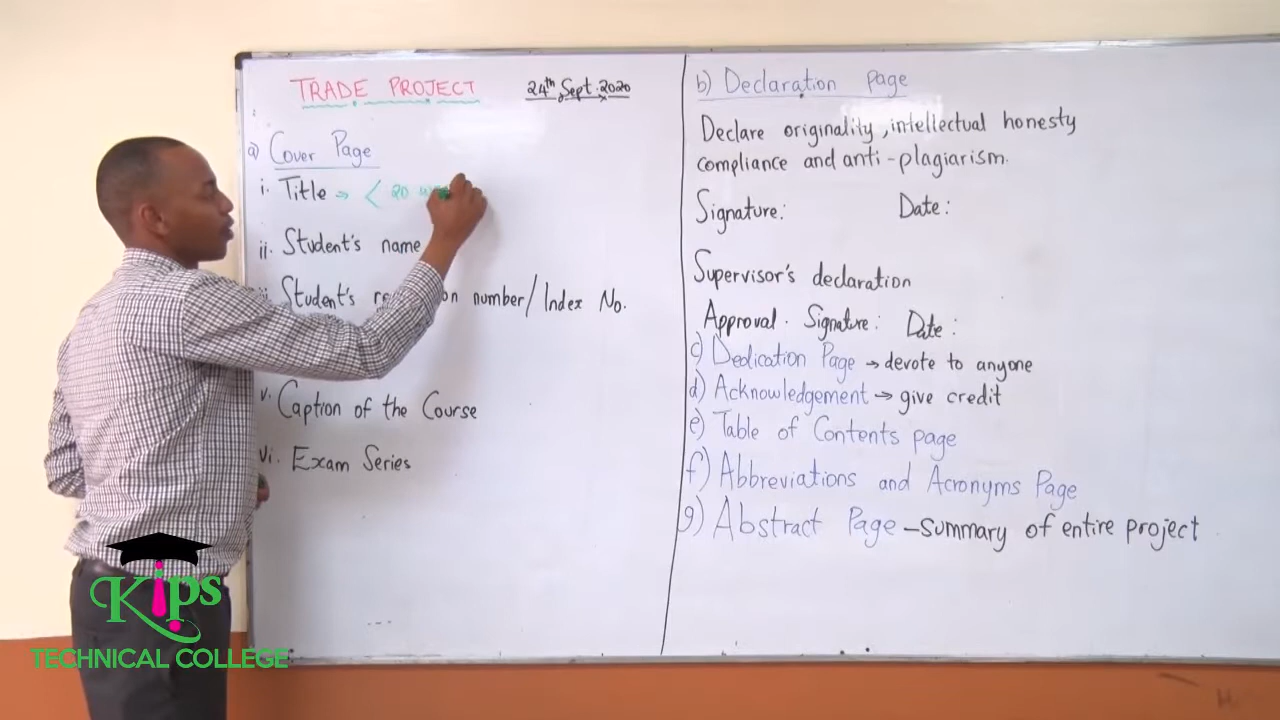 TRADE PROJECT 24th Sept. 2020
a) Cover Page
i. Title → < 20
ii. Student's name
Student's number/ Index No.
v. Caption of the Course
vi. Exam Series
b) Declaration Page
Declare originality, intellectual honesty
compliance and anti-plagiarism.
Signature: Date:
Supervisor's declaration
Approval. Signature: Date:
c) Dedication Page → devote to anyone
d) Acknowledgement → give credit
e) Table of Contents page
f) Abbreviations and Acronyms Page
g) Abstract Page – summary of entire project
Kips
TECHNICAL COLLEGE